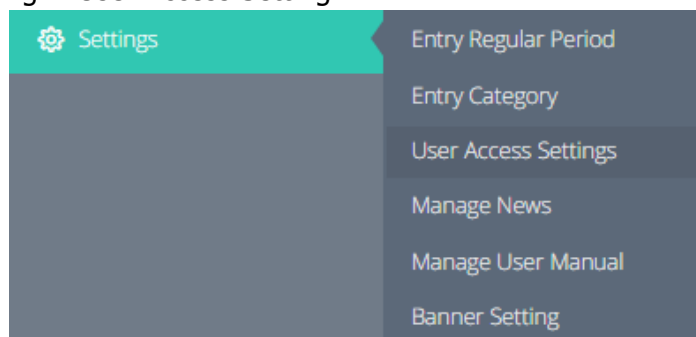 Settings
Entry Regular Period
Entry Category
User Access Settings
Manage News
Manage User Manual
Banner Setting